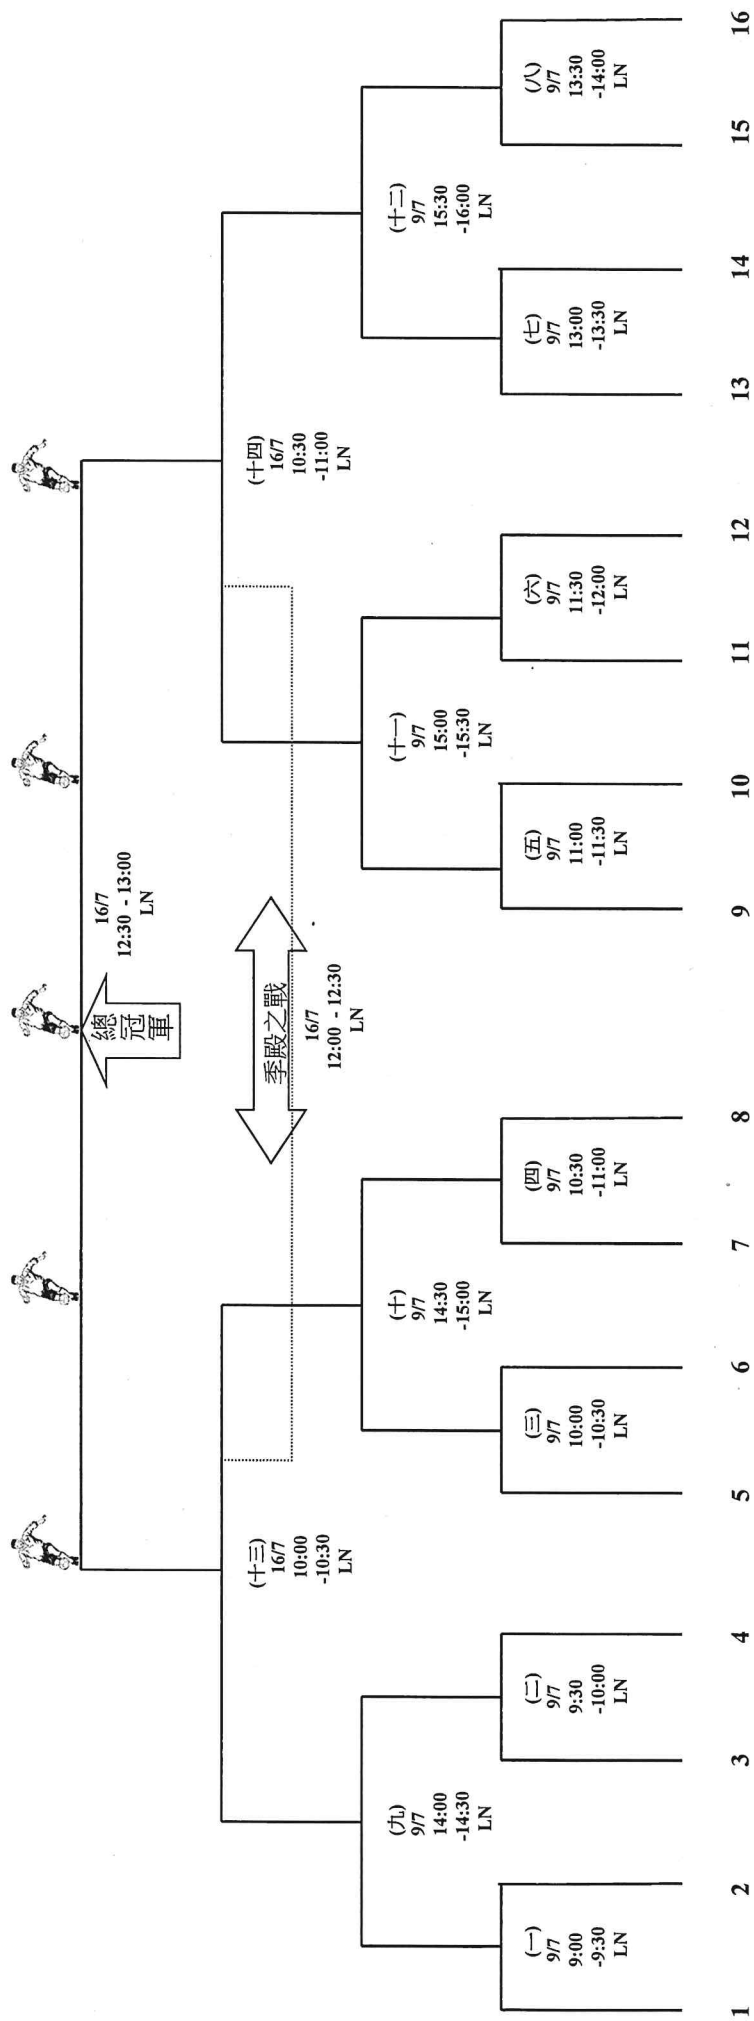 16/7
12:30 - 13:00
LN
總冠軍
季殿之戰
16/7
12:00 - 12:30
LN
(十三)
16/7
10:00
-10:30
LN
(十四)
16/7
10:30
-11:00
LN
(九)
9/7
14:00
-14:30
LN
(十)
9/7
14:30
-15:00
LN
(十一)
9/7
15:00
-15:30
LN
(十二)
9/7
15:30
-16:00
LN
(一)
9/7
9:00
-9:30
LN
(二)
9/7
9:30
-10:00
LN
(三)
9/7
10:00
-10:30
LN
(四)
9/7
10:30
-11:00
LN
(五)
9/7
11:00
-11:30
LN
(六)
9/7
11:30
-12:00
LN
(七)
9/7
13:00
-13:30
LN
(八)
9/7
13:30
-14:00
LN
1 2 3 4 5 6 7 8 9 10 11 12 13 14 15 16